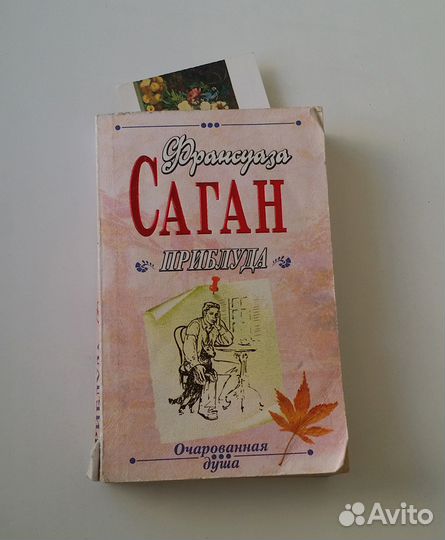 Франсуаза
САГАН
ПРИБЛУДА
Очарованная
душа
Avito